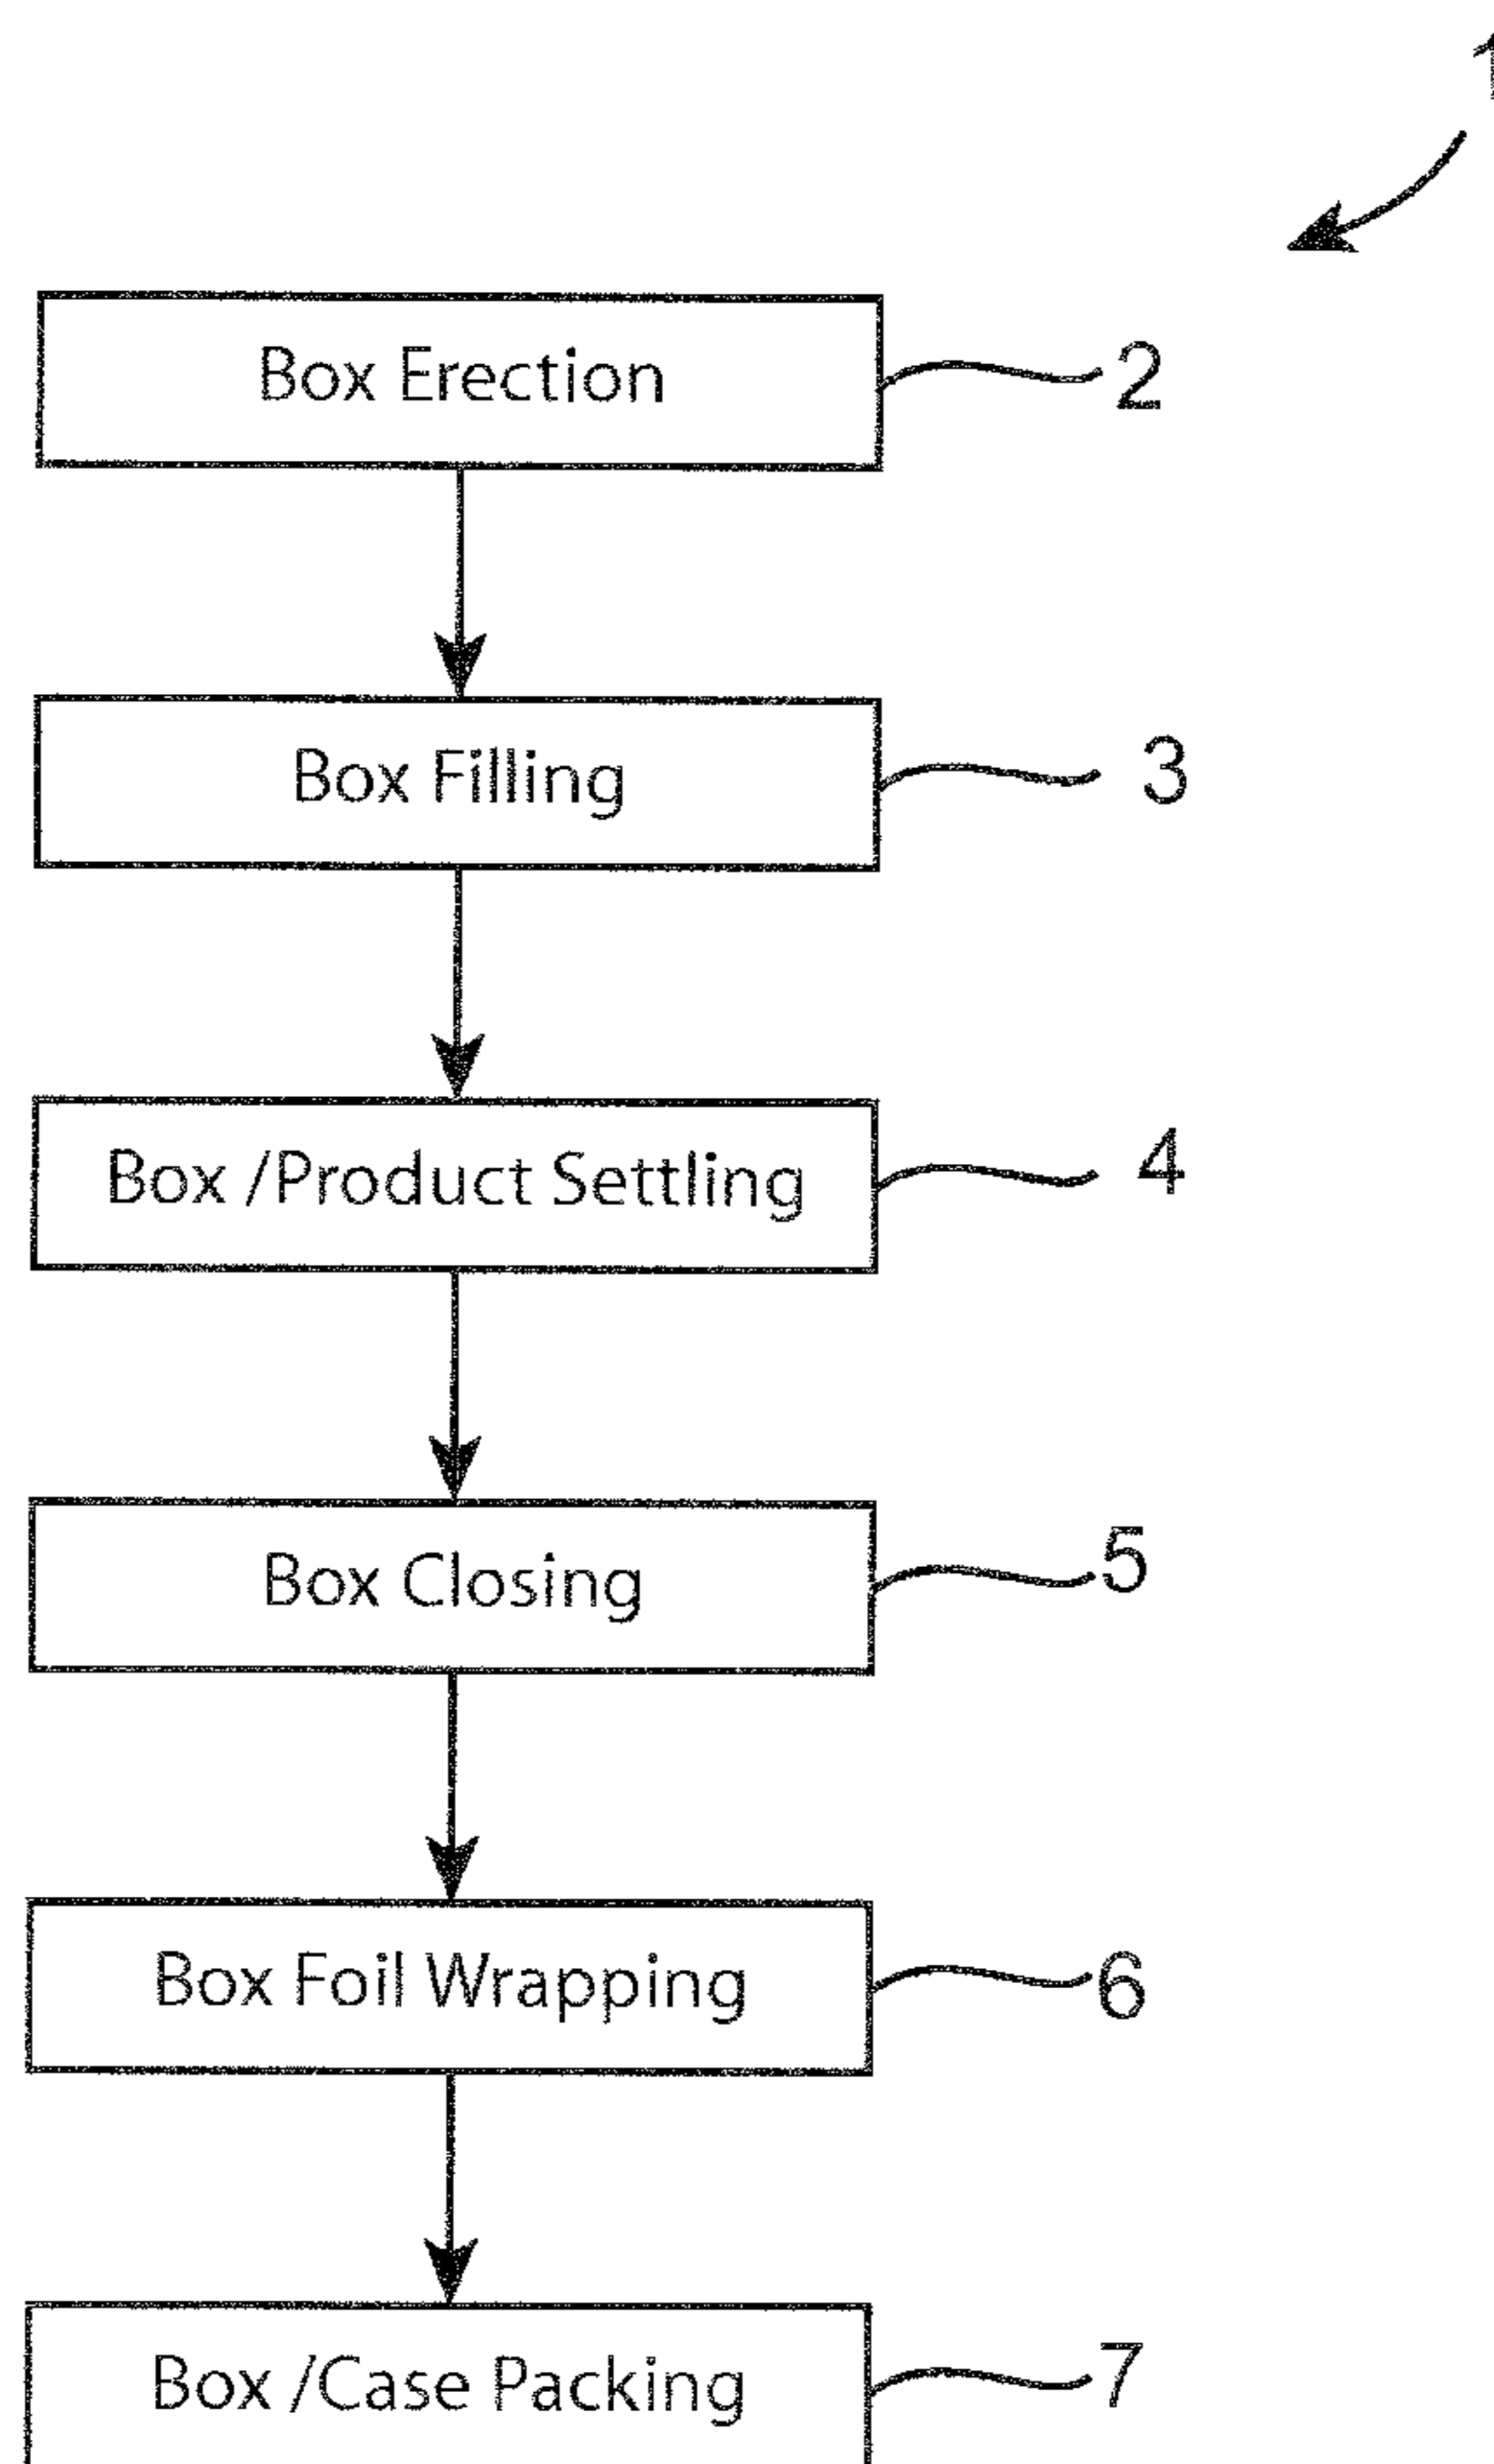 1
Box Erection
2
Box Filling
3
Box /Product Settling
4
Box Closing
5
Box Foil Wrapping
6
Box /Case Packing
7